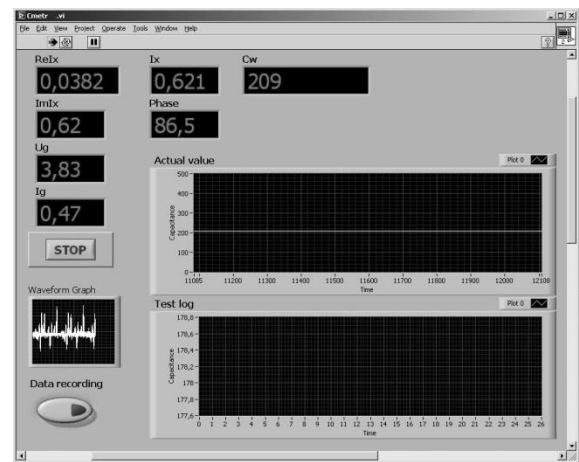 Cmetr .vi
File Edit View Project Operate Tools Window Help
ReIx
0,0382
Ix
0,621
Cw
209
ImIx
0,62
Phase
86,5
Ug
3,83
Ig
0,47
STOP
Actual value
Plot 0
Capacitance
500
400
300
200
100
0
11085 11200 11300 11400 11500 11600 11700 11800 11900 12000 12108
Time
Waveform Graph
Data recording
Test log
Plot 0
Capacitance
178,8
178,6
178,4
178,2
178
177,8
177,6
0 1 2 3 4 5 6 7 8 9 10 11 12 13 14 15 16 17 18 19 20 21 22 23 24 25 26
Time